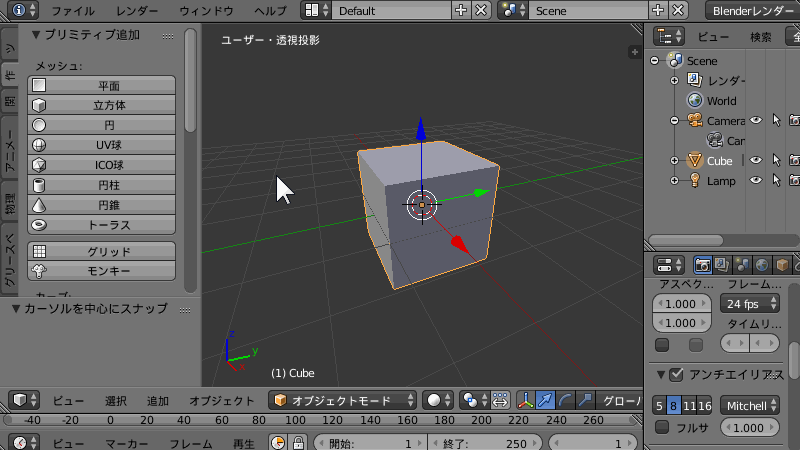 ファイル レンダー ウィンドウ ヘルプ Default Scene Blenderレンダー
プリミティブ追加
メッシュ:
平面
立方体
円
UV球
ICO球
円柱
円錐
トーラス
グリッド
モンキー
カーソルを中心にスナップ
ツ
作
関
アニメー
物理
グリースペ
ユーザー・透視投影
z
y
x
(1) Cube
ビュー 選択 追加 オブジェクト オブジェクトモード グローバ
-40 -20 0 20 40 60 80 100 120 140 160 180 200 220 240 260
ビュー マーカー フレーム 再生 開始: 1 終了: 250 1
ビュー 検索 全
Scene
レンダー
World
Camera
Car
Cube
Lamp
アスペク... フレーム...
1.000 24 fps
1.000 タイムリ...
アンチエイリアス
5 8 11 16 Mitchell
フルサ 1.000